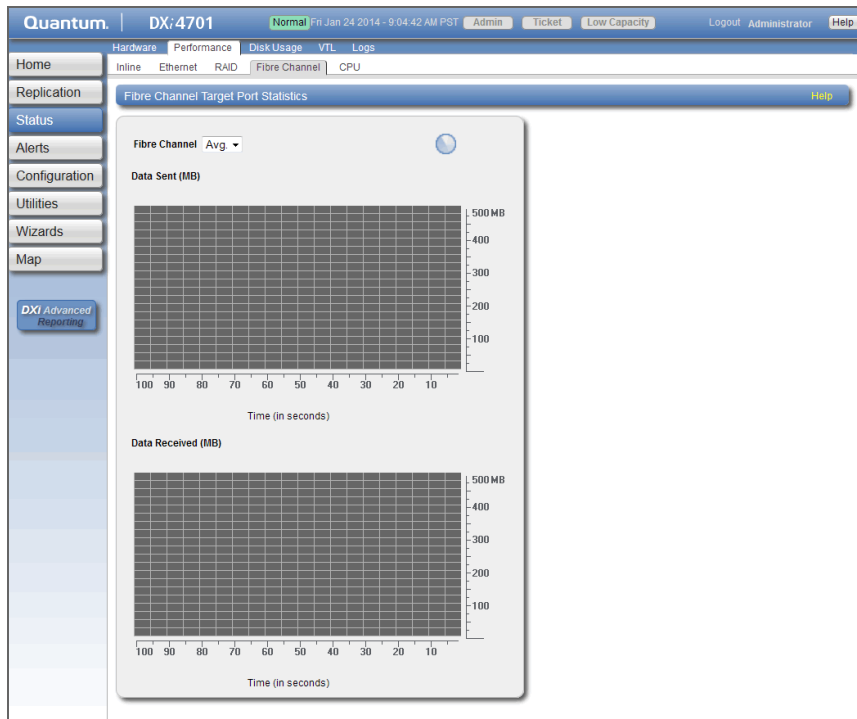 Quantum. DXi4701 Normal Fri Jan 24 2014 - 9:04:42 AM PST Admin Ticket Low Capacity Logout Administrator Help
Hardware Performance Disk Usage VTL Logs
Inline Ethernet RAID Fibre Channel CPU
Home
Replication
Status
Alerts
Configuration
Utilities
Wizards
Map
DXi Advanced
Reporting
Fibre Channel Target Port Statistics Help
Fibre Channel Avg.
Data Sent (MB)
500 MB
400
300
200
100
100 90 80 70 60 50 40 30 20 10
Time (in seconds)
Data Received (MB)
500 MB
400
300
200
100
100 90 80 70 60 50 40 30 20 10
Time (in seconds)